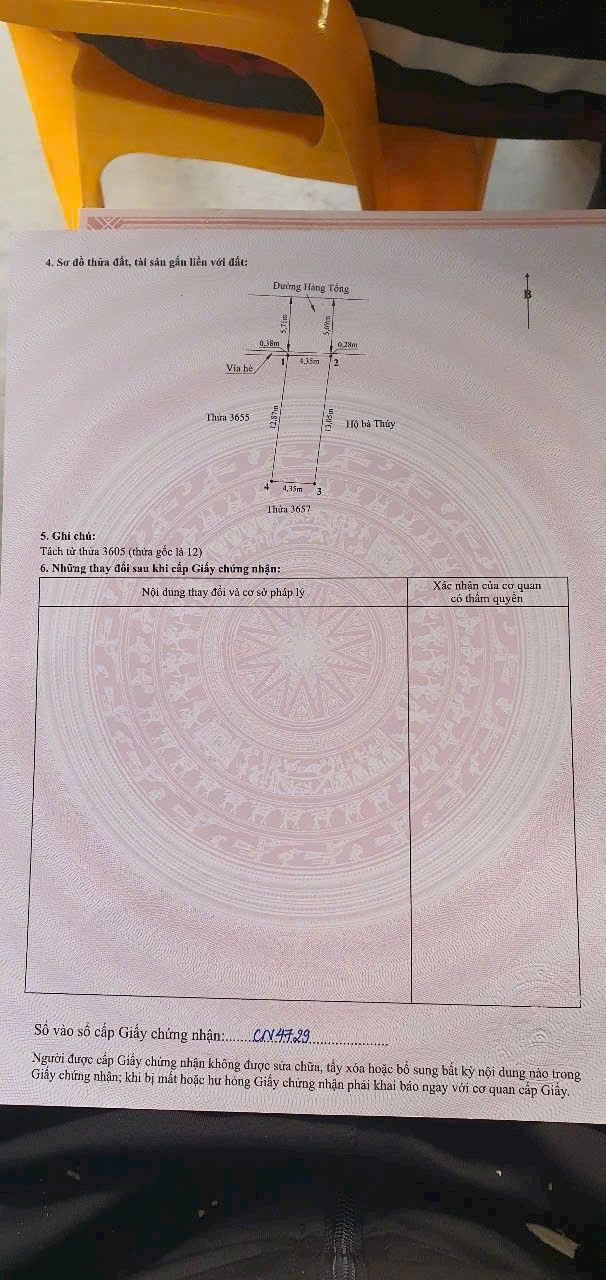 4. Sơ đồ thửa đất, tài sản gắn liền với đất:
Đường Hàng Tổng
B
5,71m
5,69m
0,38m
0,28m
1
4,35m
2
Vỉa hè
12,87m
13,05m
Thửa 3655
Hộ bà Thúy
4
4,35m
3
Thửa 3657
5. Ghi chú:
Tách từ thửa 3605 (thửa gốc là 12)
6. Những thay đổi sau khi cấp Giấy chứng nhận:
Nội dung thay đổi và cơ sở pháp lý
Xác nhận của cơ quan
có thẩm quyền
Số vào sổ cấp Giấy chứng nhận:.......CN4729....................
Người được cấp Giấy chứng nhận không được sửa chữa, tẩy xóa hoặc bổ sung bất kỳ nội dung nào trong
Giấy chứng nhận; khi bị mất hoặc hư hỏng Giấy chứng nhận phải khai báo ngay với cơ quan cấp Giấy.